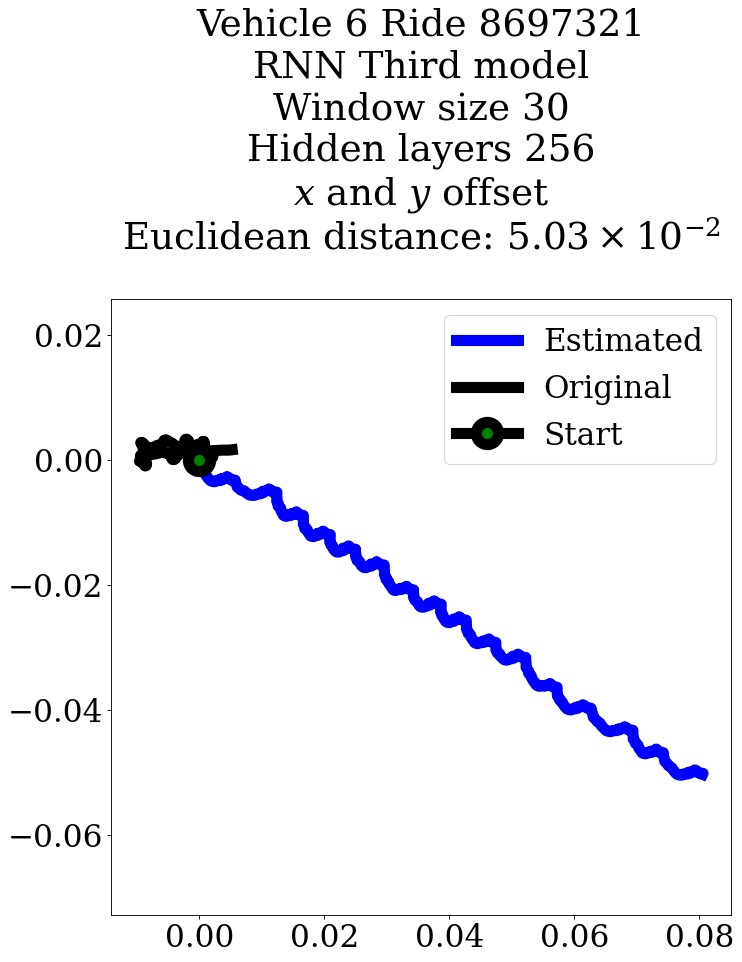 Vehicle 6 Ride 8697321
RNN Third model
Window size 30
Hidden layers 256
x and y offset
Euclidean distance: 5.03 × 10⁻²
Estimated
Original
Start
0.02
0.00
−0.02
−0.04
−0.06
0.00 0.02 0.04 0.06 0.08